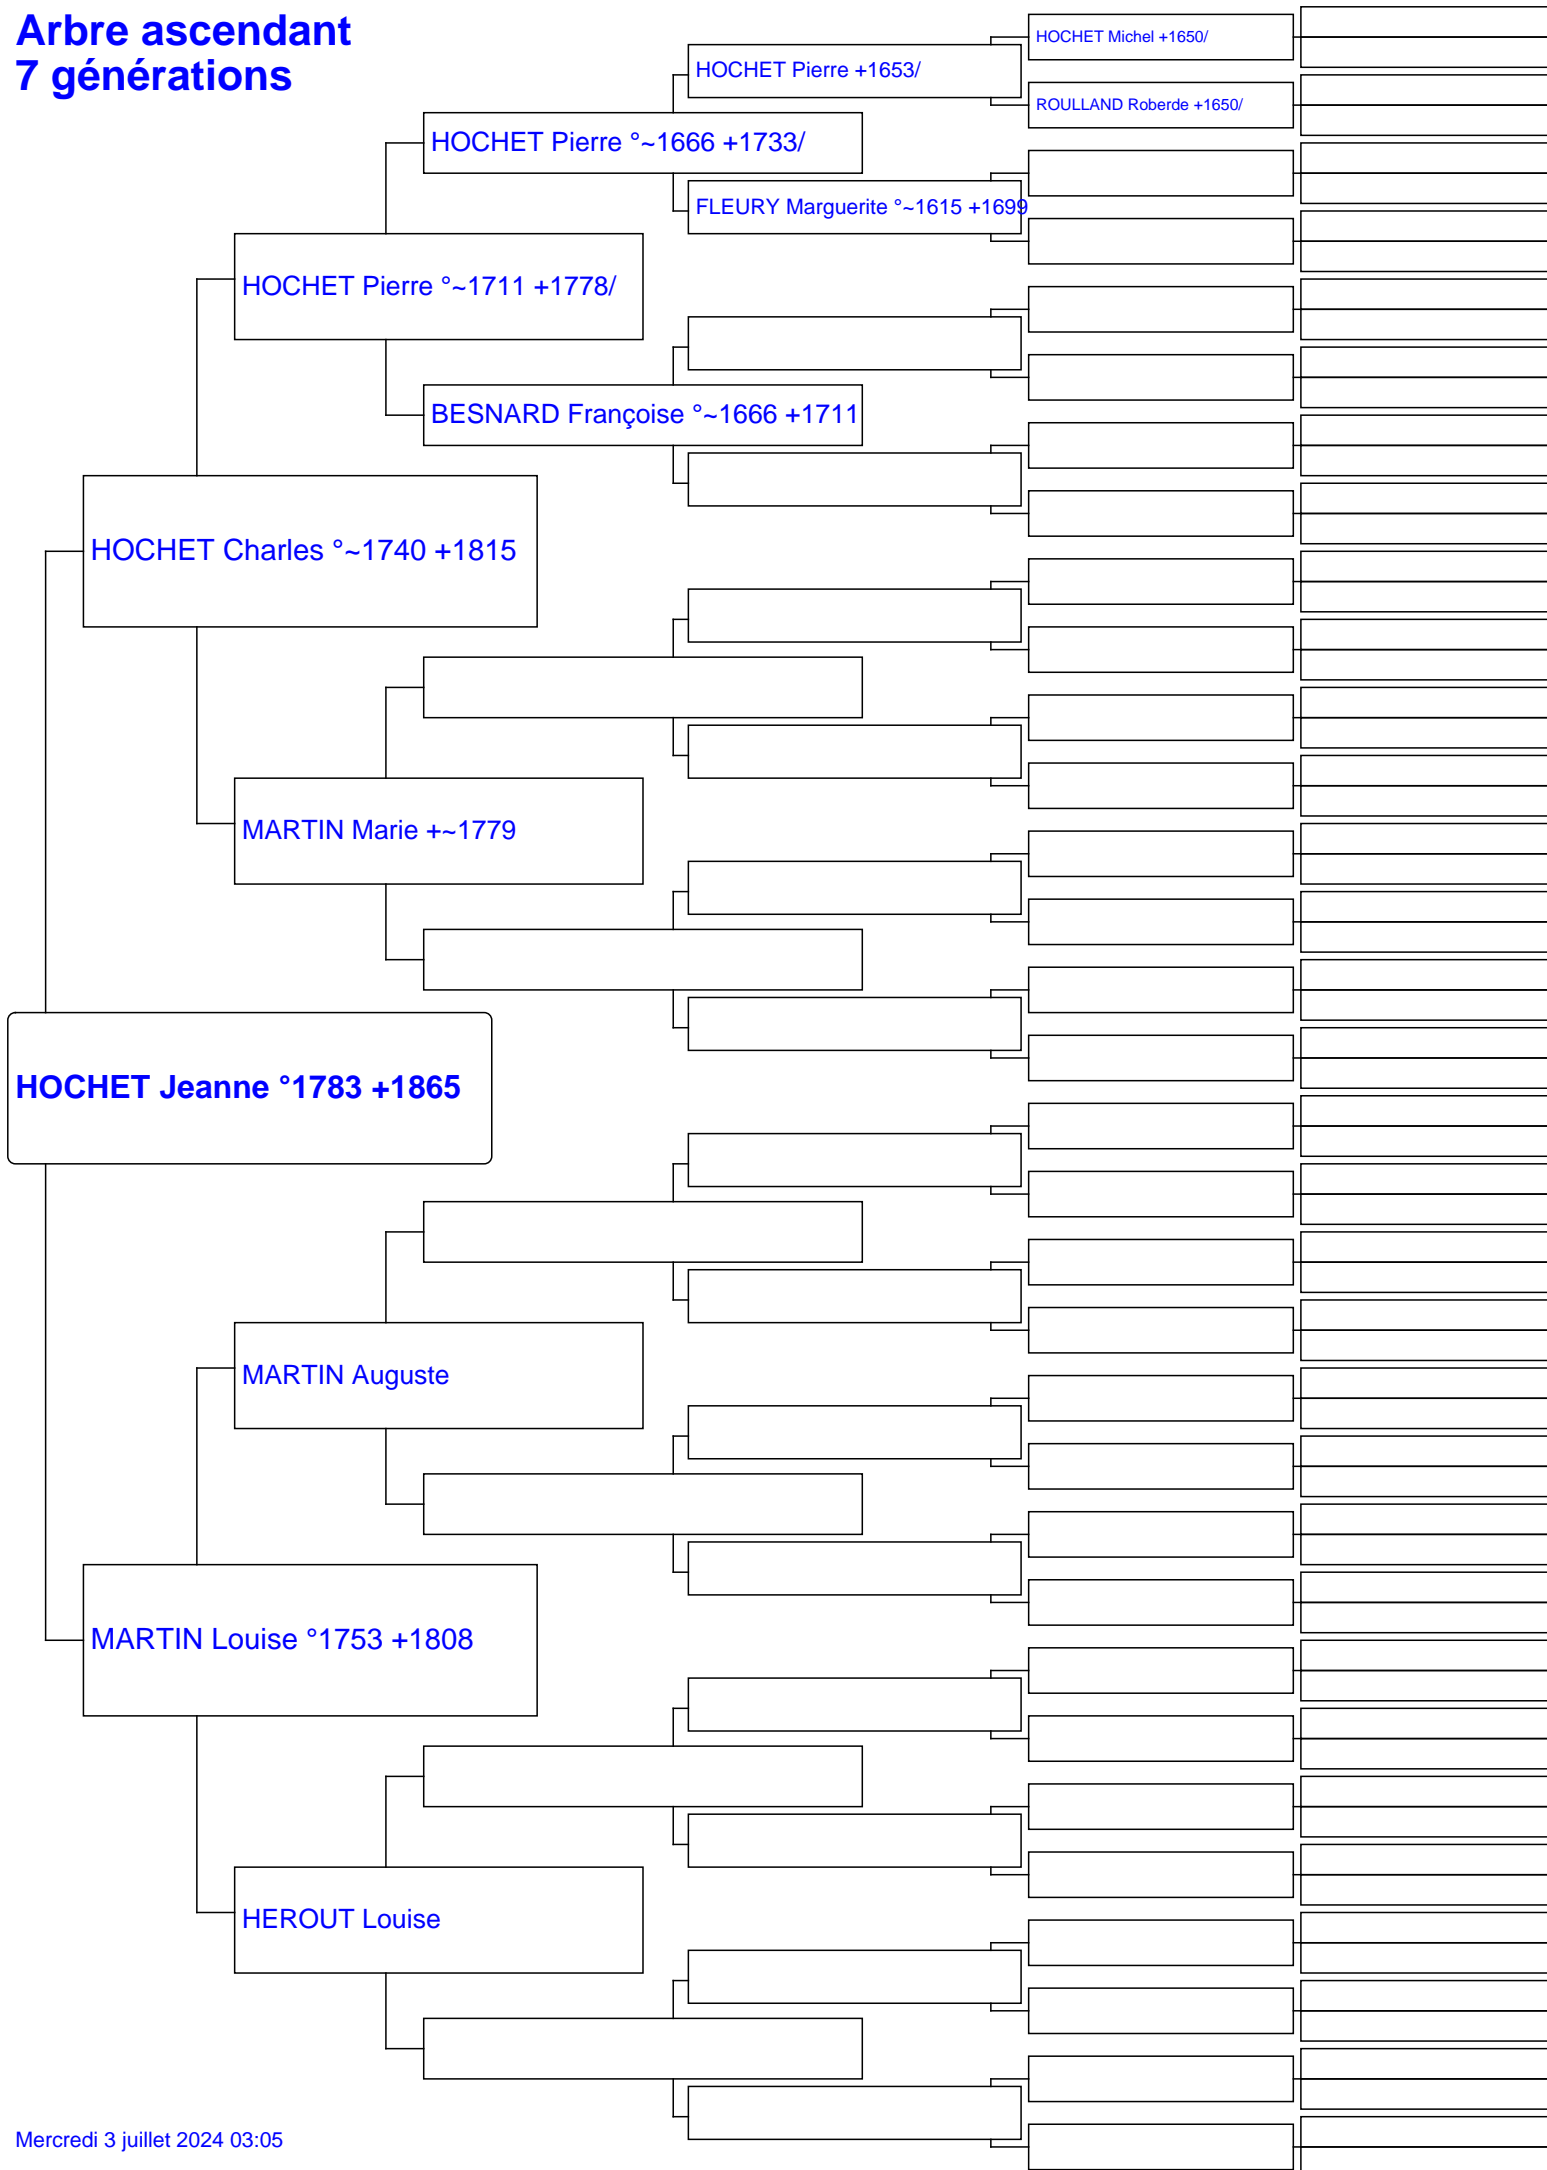 Arbre ascendant
7 générations
HOCHET Michel +1650/
HOCHET Pierre +1653/
ROULLAND Roberde +1650/
HOCHET Pierre °~1666 +1733/
FLEURY Marguerite °~1615 +1699
HOCHET Pierre °~1711 +1778/
BESNARD Françoise °~1666 +1711
HOCHET Charles °~1740 +1815
MARTIN Marie +~1779
HOCHET Jeanne °1783 +1865
MARTIN Auguste
MARTIN Louise °1753 +1808
HEROUT Louise
Mercredi 3 juillet 2024 03:05